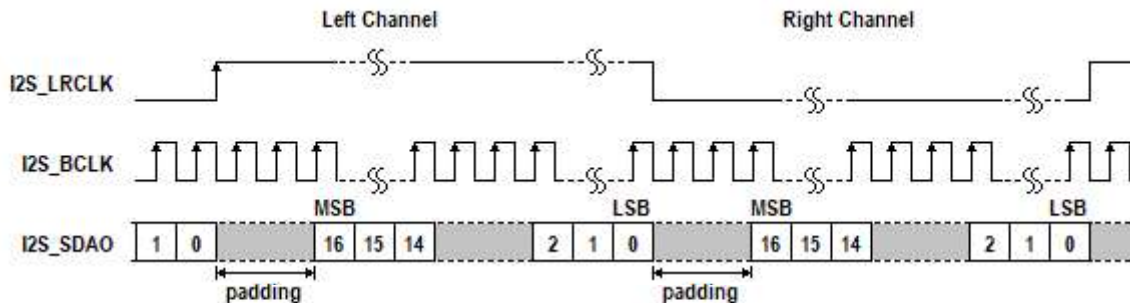 Left Channel Right Channel
I2S_LRCLK
I2S_BCLK
MSB LSB MSB LSB
I2S_SDAO 1 0 16 15 14 2 1 0 16 15 14 2 1 0
padding padding